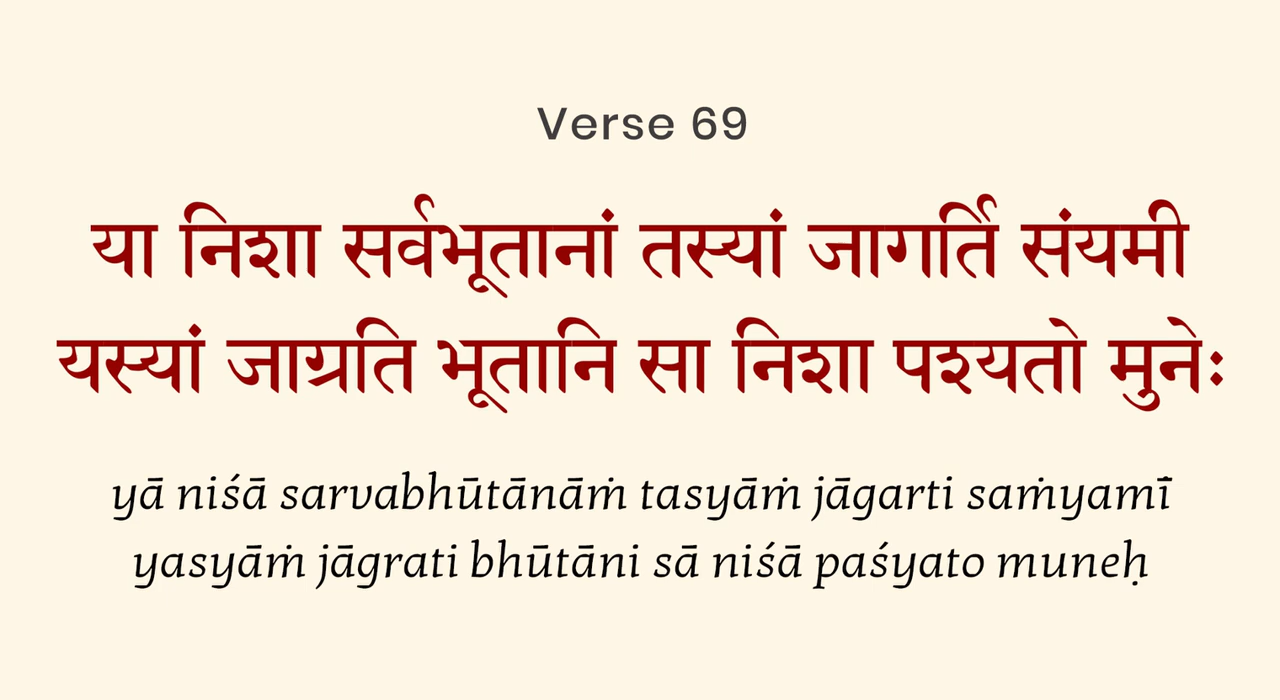 Verse 69
या निशा सर्वभूतानां तस्यां जागर्ति संयमी
यस्यां जाग्रति भूतानि सा निशा पश्यतो मुनेः
yā niśā sarvabhūtānāṁ tasyāṁ jāgarti saṁyamī
yasyāṁ jāgrati bhūtāni sā niśā paśyato muneḥ